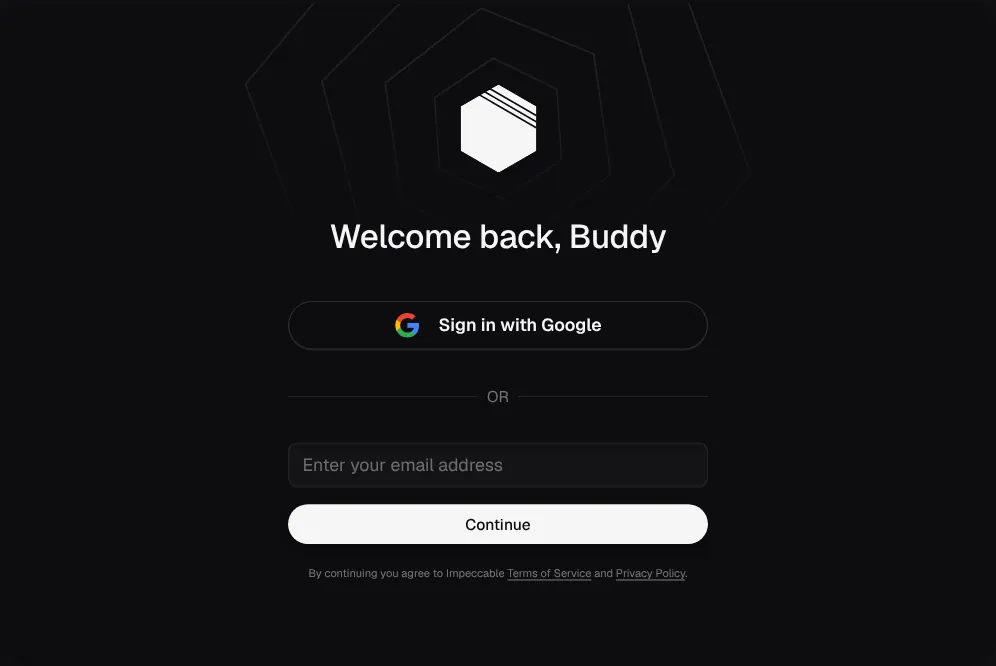 Welcome back, Buddy
Sign in with Google
OR
Enter your email address
Continue
By continuing you agree to Impeccable Terms of Service and Privacy Policy.